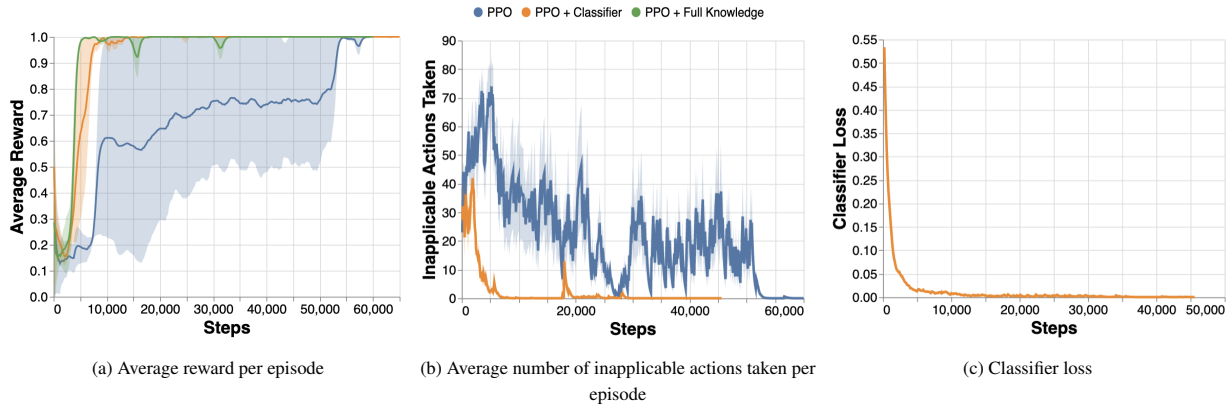 PPO PPO + Classifier PPO + Full Knowledge
1.0
0.9
0.8
0.7
0.6
0.5
0.4
0.3
0.2
0.1
0.0
Average Reward
0 10,000 20,000 30,000 40,000 50,000 60,000
Steps
(a) Average reward per episode
90
80
70
60
50
40
30
20
10
0
Inapplicable Actions Taken
0 20,000 40,000 60,000
Steps
(b) Average number of inapplicable actions taken per
episode
0.55
0.50
0.45
0.40
0.35
0.30
0.25
0.20
0.15
0.10
0.05
0.00
Classifier Loss
0 10,000 20,000 30,000 40,000 50,000
Steps
(c) Classifier loss